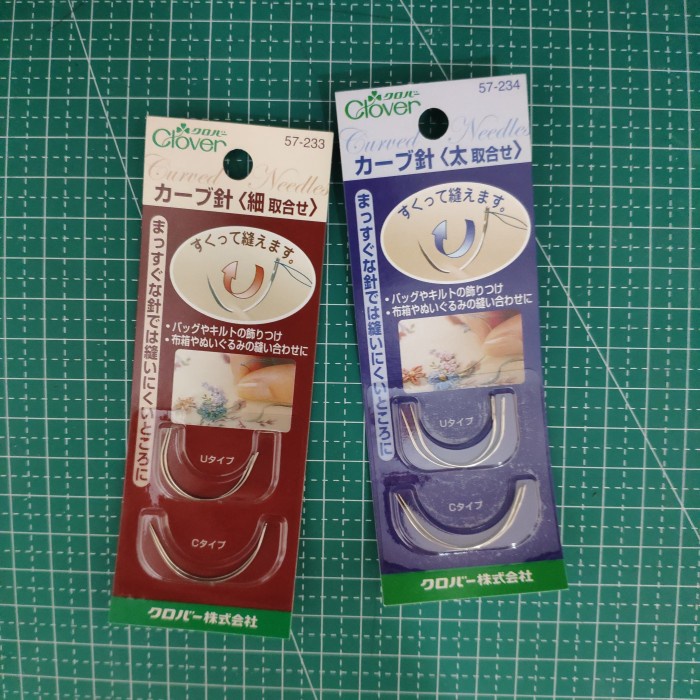 クロバー
Clover
57-233
Curved Needles
カーブ針〈細 取合せ〉
まっすぐな針では縫いにくいところに
すくって縫えます。
・バッグやキルトの飾りつけ
・布箱やぬいぐるみの縫い合わせに
Uタイプ
Cタイプ
クロバー株式会社
クロバー
Clover
57-234
Curved Needles
カーブ針〈太 取合せ〉
まっすぐな針では縫いにくいところに
すくって縫えます。
・バッグやキルトの飾りつけ
・布箱やぬいぐるみの縫い合わせに
Uタイプ
Cタイプ
クロバー株式会社